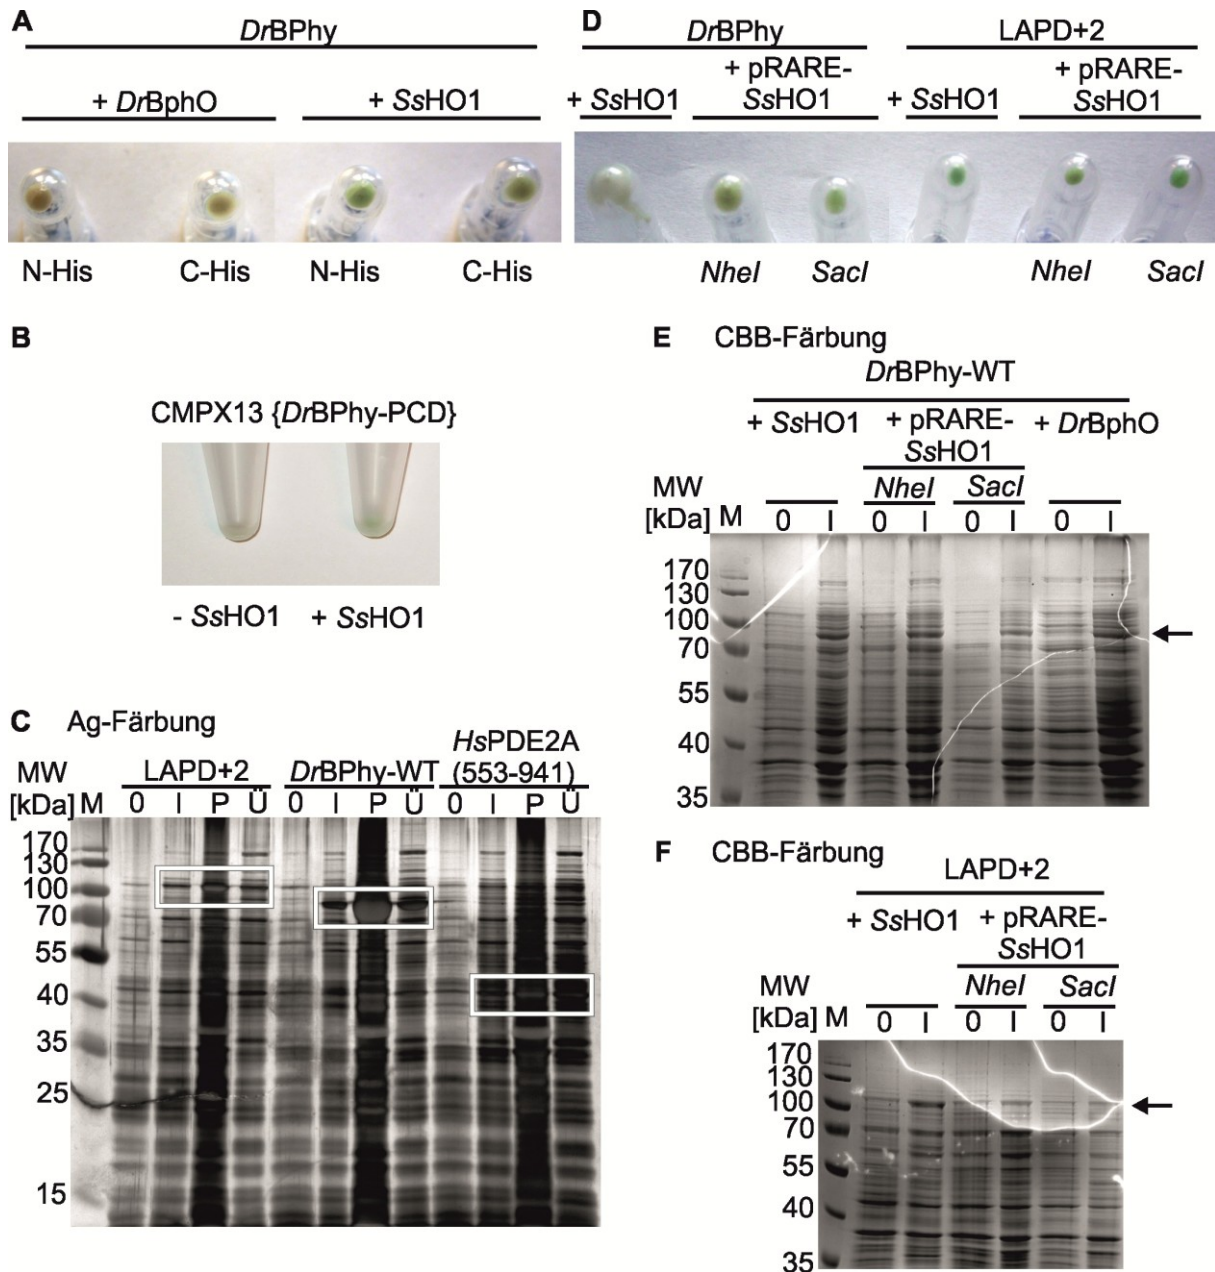 A
DrBPhy
+ DrBphO
+ SsHO1
N-His
C-His
N-His
C-His
D
DrBPhy
LAPD+2
+ SsHO1
+ pRARE-
SsHO1
+ SsHO1
+ pRARE-
SsHO1
NheI
SacI
NheI
SacI
B
CMPX13 {DrBPhy-PCD}
- SsHO1
+ SsHO1
C Ag-Färbung
LAPD+2
DrBPhy-WT
HsPDE2A
(553-941)
MW
[kDa] M 0 I P Ü 0 I P Ü 0 I P Ü
170
130
100
70
55
40
35
25
15
E CBB-Färbung
DrBPhy-WT
+ SsHO1
+ pRARE-
SsHO1
+ DrBphO
NheI
SacI
MW
[kDa] M 0 I 0 I 0 I 0 I
170
130
100
70
55
40
35
F CBB-Färbung
LAPD+2
+ SsHO1
+ pRARE-
SsHO1
NheI
SacI
MW
[kDa] M 0 I 0 I 0 I
170
130
100
70
55
40
35